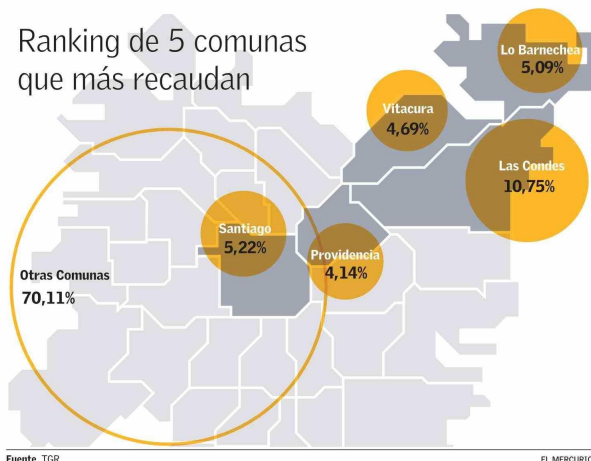 Ranking de 5 comunas
que más recaudan
Lo Barnechea
5,09%
Vitacura
4,69%
Las Condes
10,75%
Santiago
5,22%
Providencia
4,14%
Otras Comunas
70,11%
Fuente TGR
EL MERCURIO